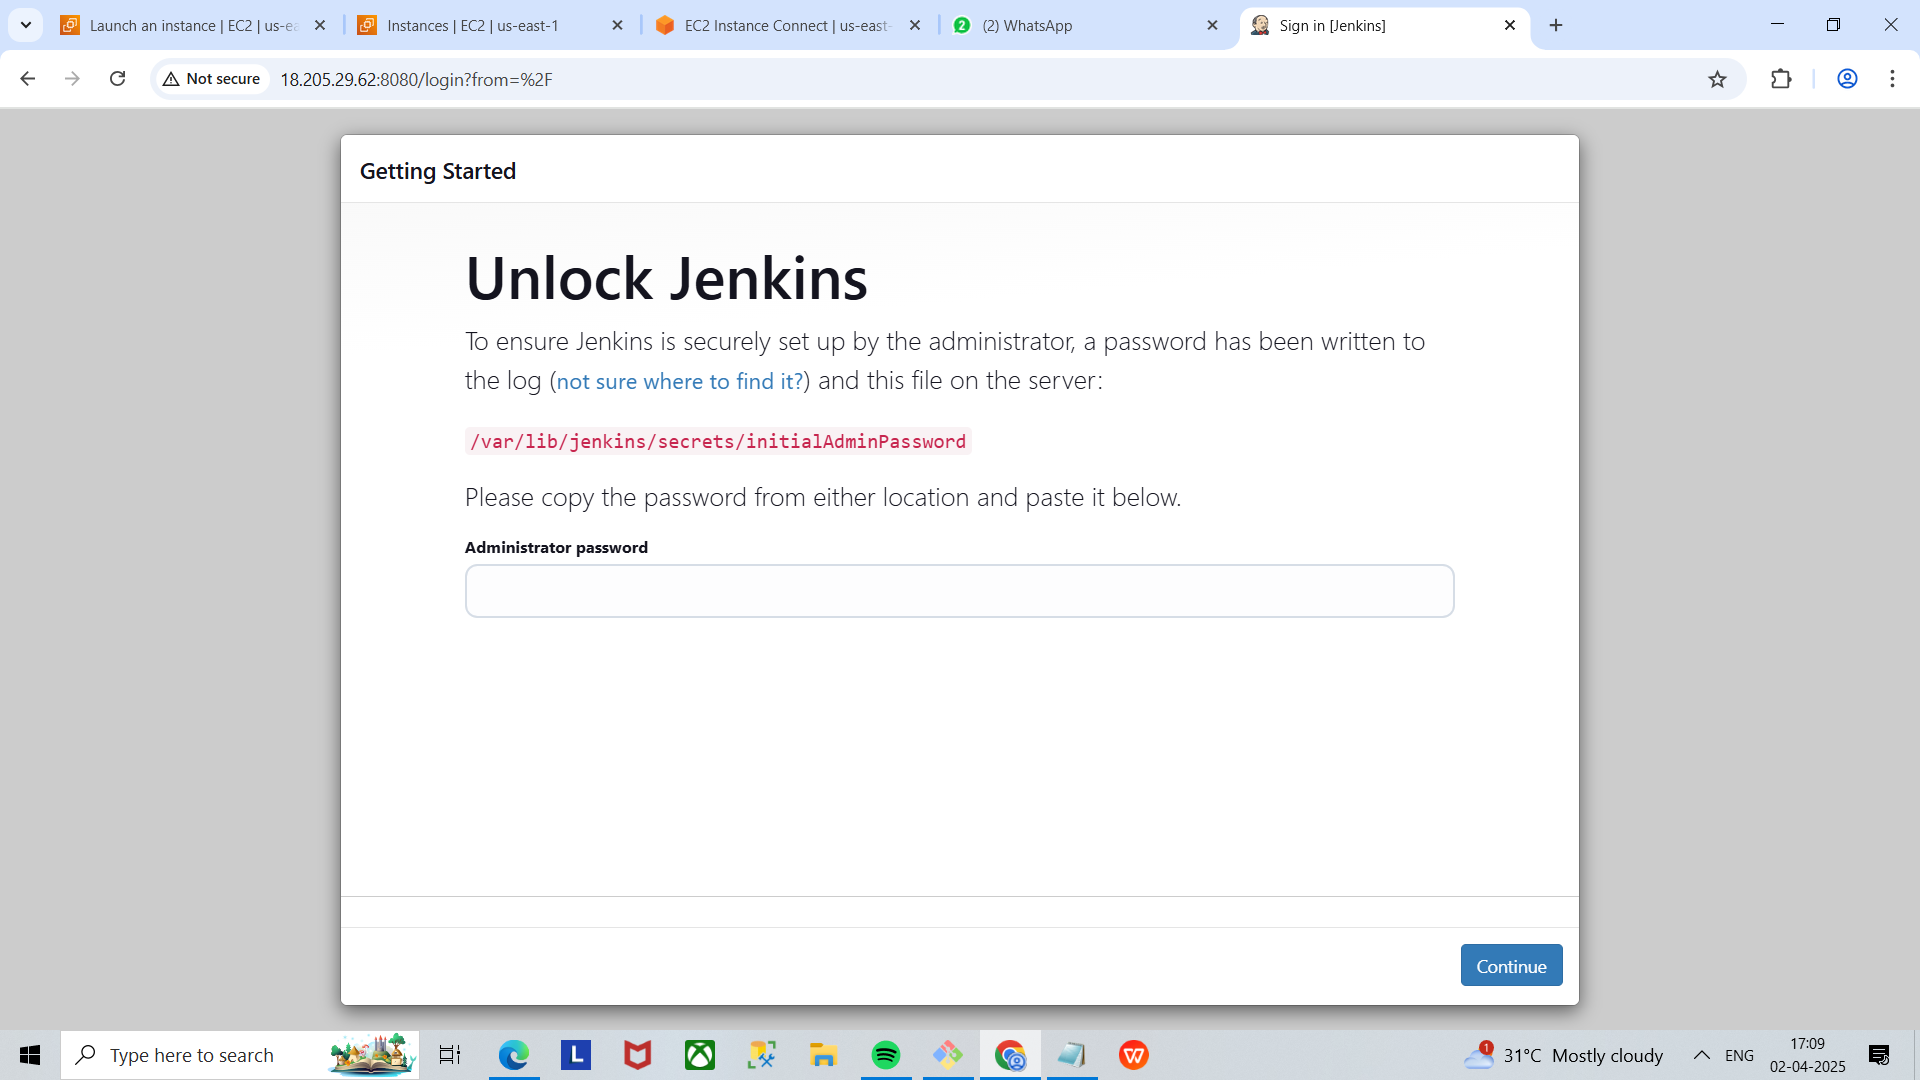 Launch an instance | EC2 | us-ea
Instances | EC2 | us-east-1
EC2 Instance Connect | us-east-
2
(2) WhatsApp
Sign in [Jenkins]
Not secure
18.205.29.62:8080/login?from=%2F
Getting Started
Unlock Jenkins
To ensure Jenkins is securely set up by the administrator, a password has been written to
the log (not sure where to find it?) and this file on the server:
/var/lib/jenkins/secrets/initialAdminPassword
Please copy the password from either location and paste it below.
Administrator password
Continue
Type here to search
L
W
1
31°C Mostly cloudy
ENG
17:09
02-04-2025